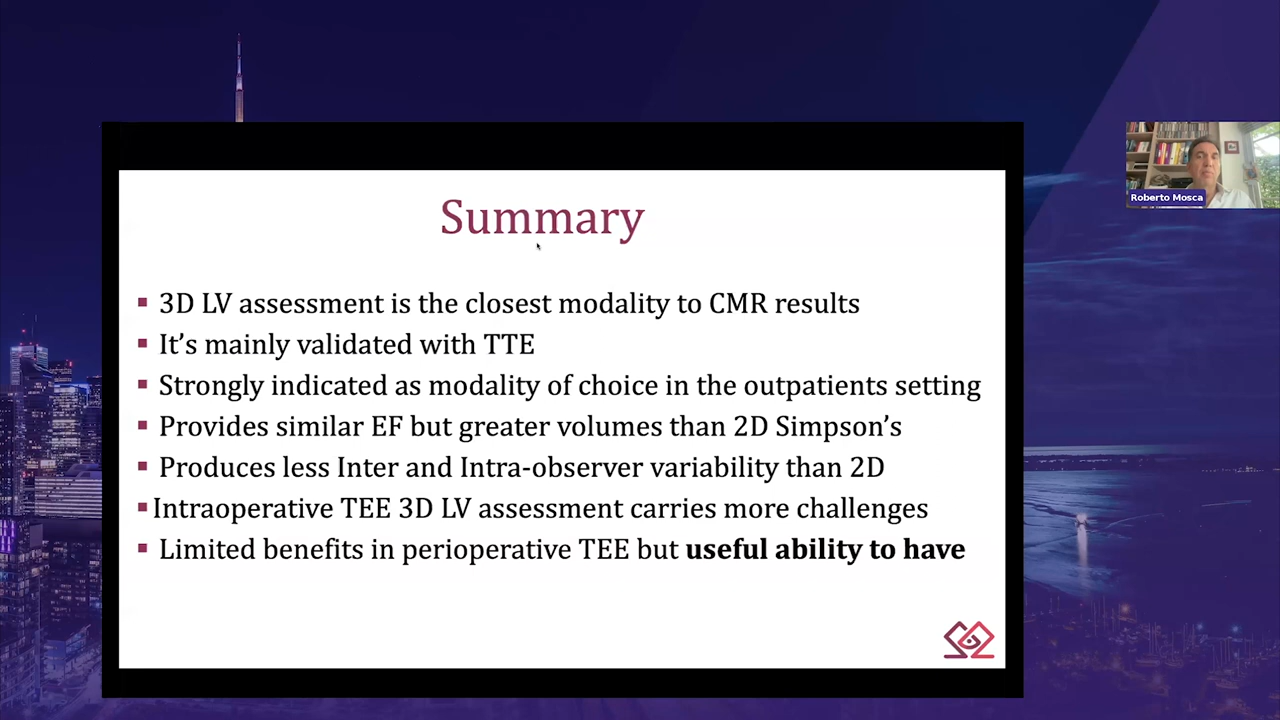 Summary
▪ 3D LV assessment is the closest modality to CMR results
▪ It’s mainly validated with TTE
▪ Strongly indicated as modality of choice in the outpatients setting
▪ Provides similar EF but greater volumes than 2D Simpson’s
▪ Produces less Inter and Intra-observer variability than 2D
▪ Intraoperative TEE 3D LV assessment carries more challenges
▪ Limited benefits in perioperative TEE but useful ability to have
Roberto Mosca